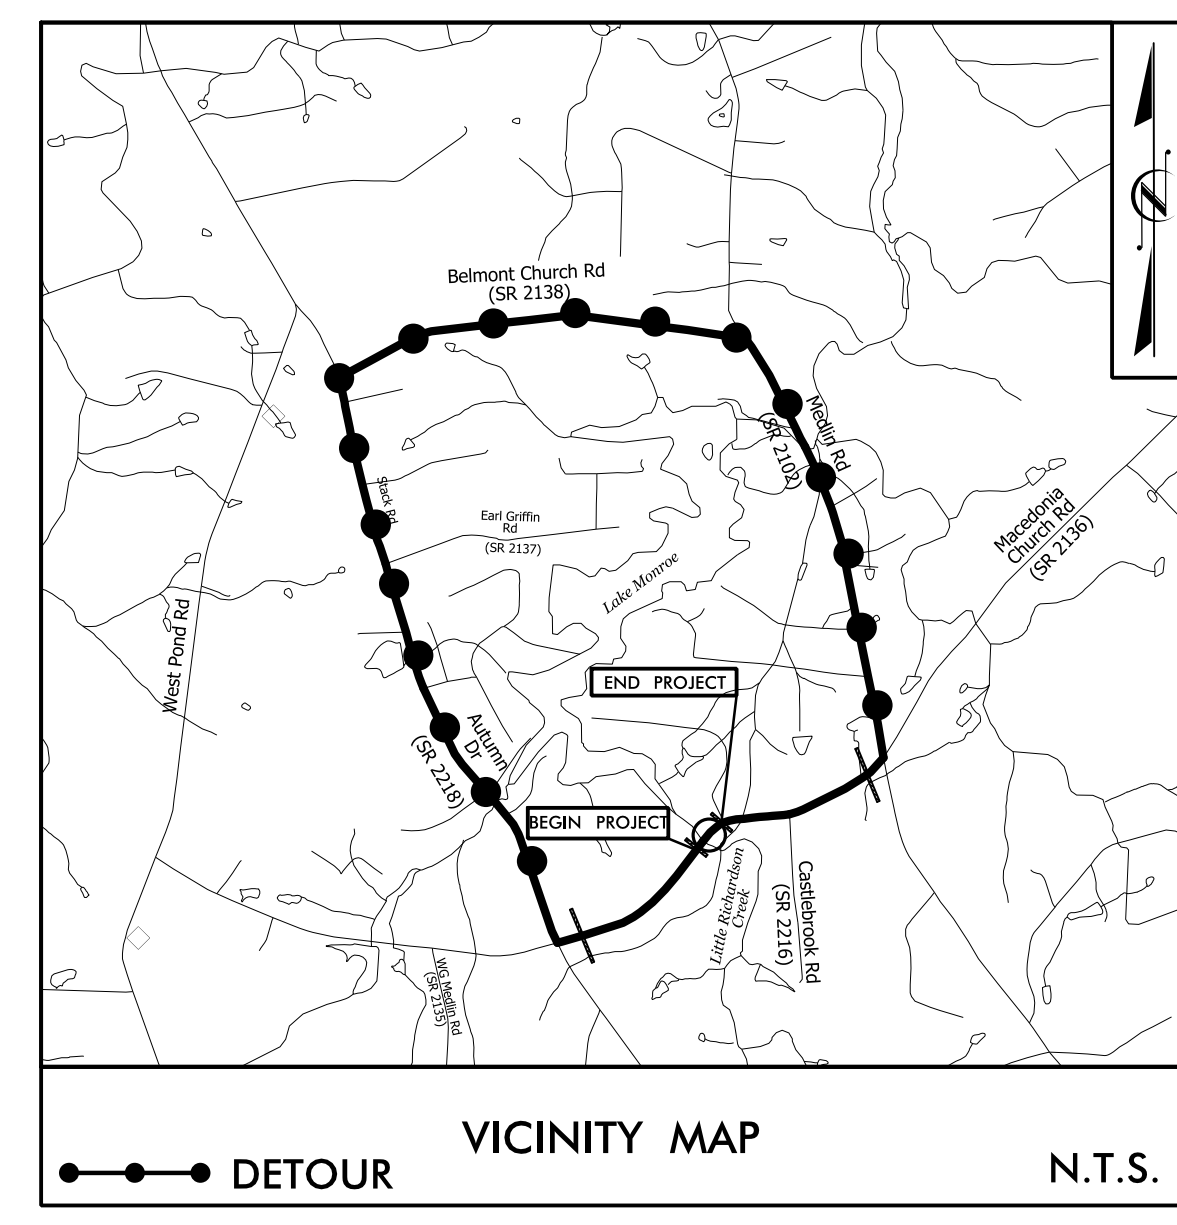 Belmont Church Rd
(SR 2138)
Medlin Rd
(SR 2102)
Stack Rd
Earl Griffin
Rd
(SR 2137)
Macedonia
Church Rd
(SR 2136)
Lake Monroe
West Pond Rd
END PROJECT
Autumn
Dr
(SR 2218)
BEGIN PROJECT
Little Richardson
Creek
Castlebrook Rd
(SR 2216)
WG Medlin Rd
(SR 2135)
VICINITY MAP
DETOUR
N.T.S.